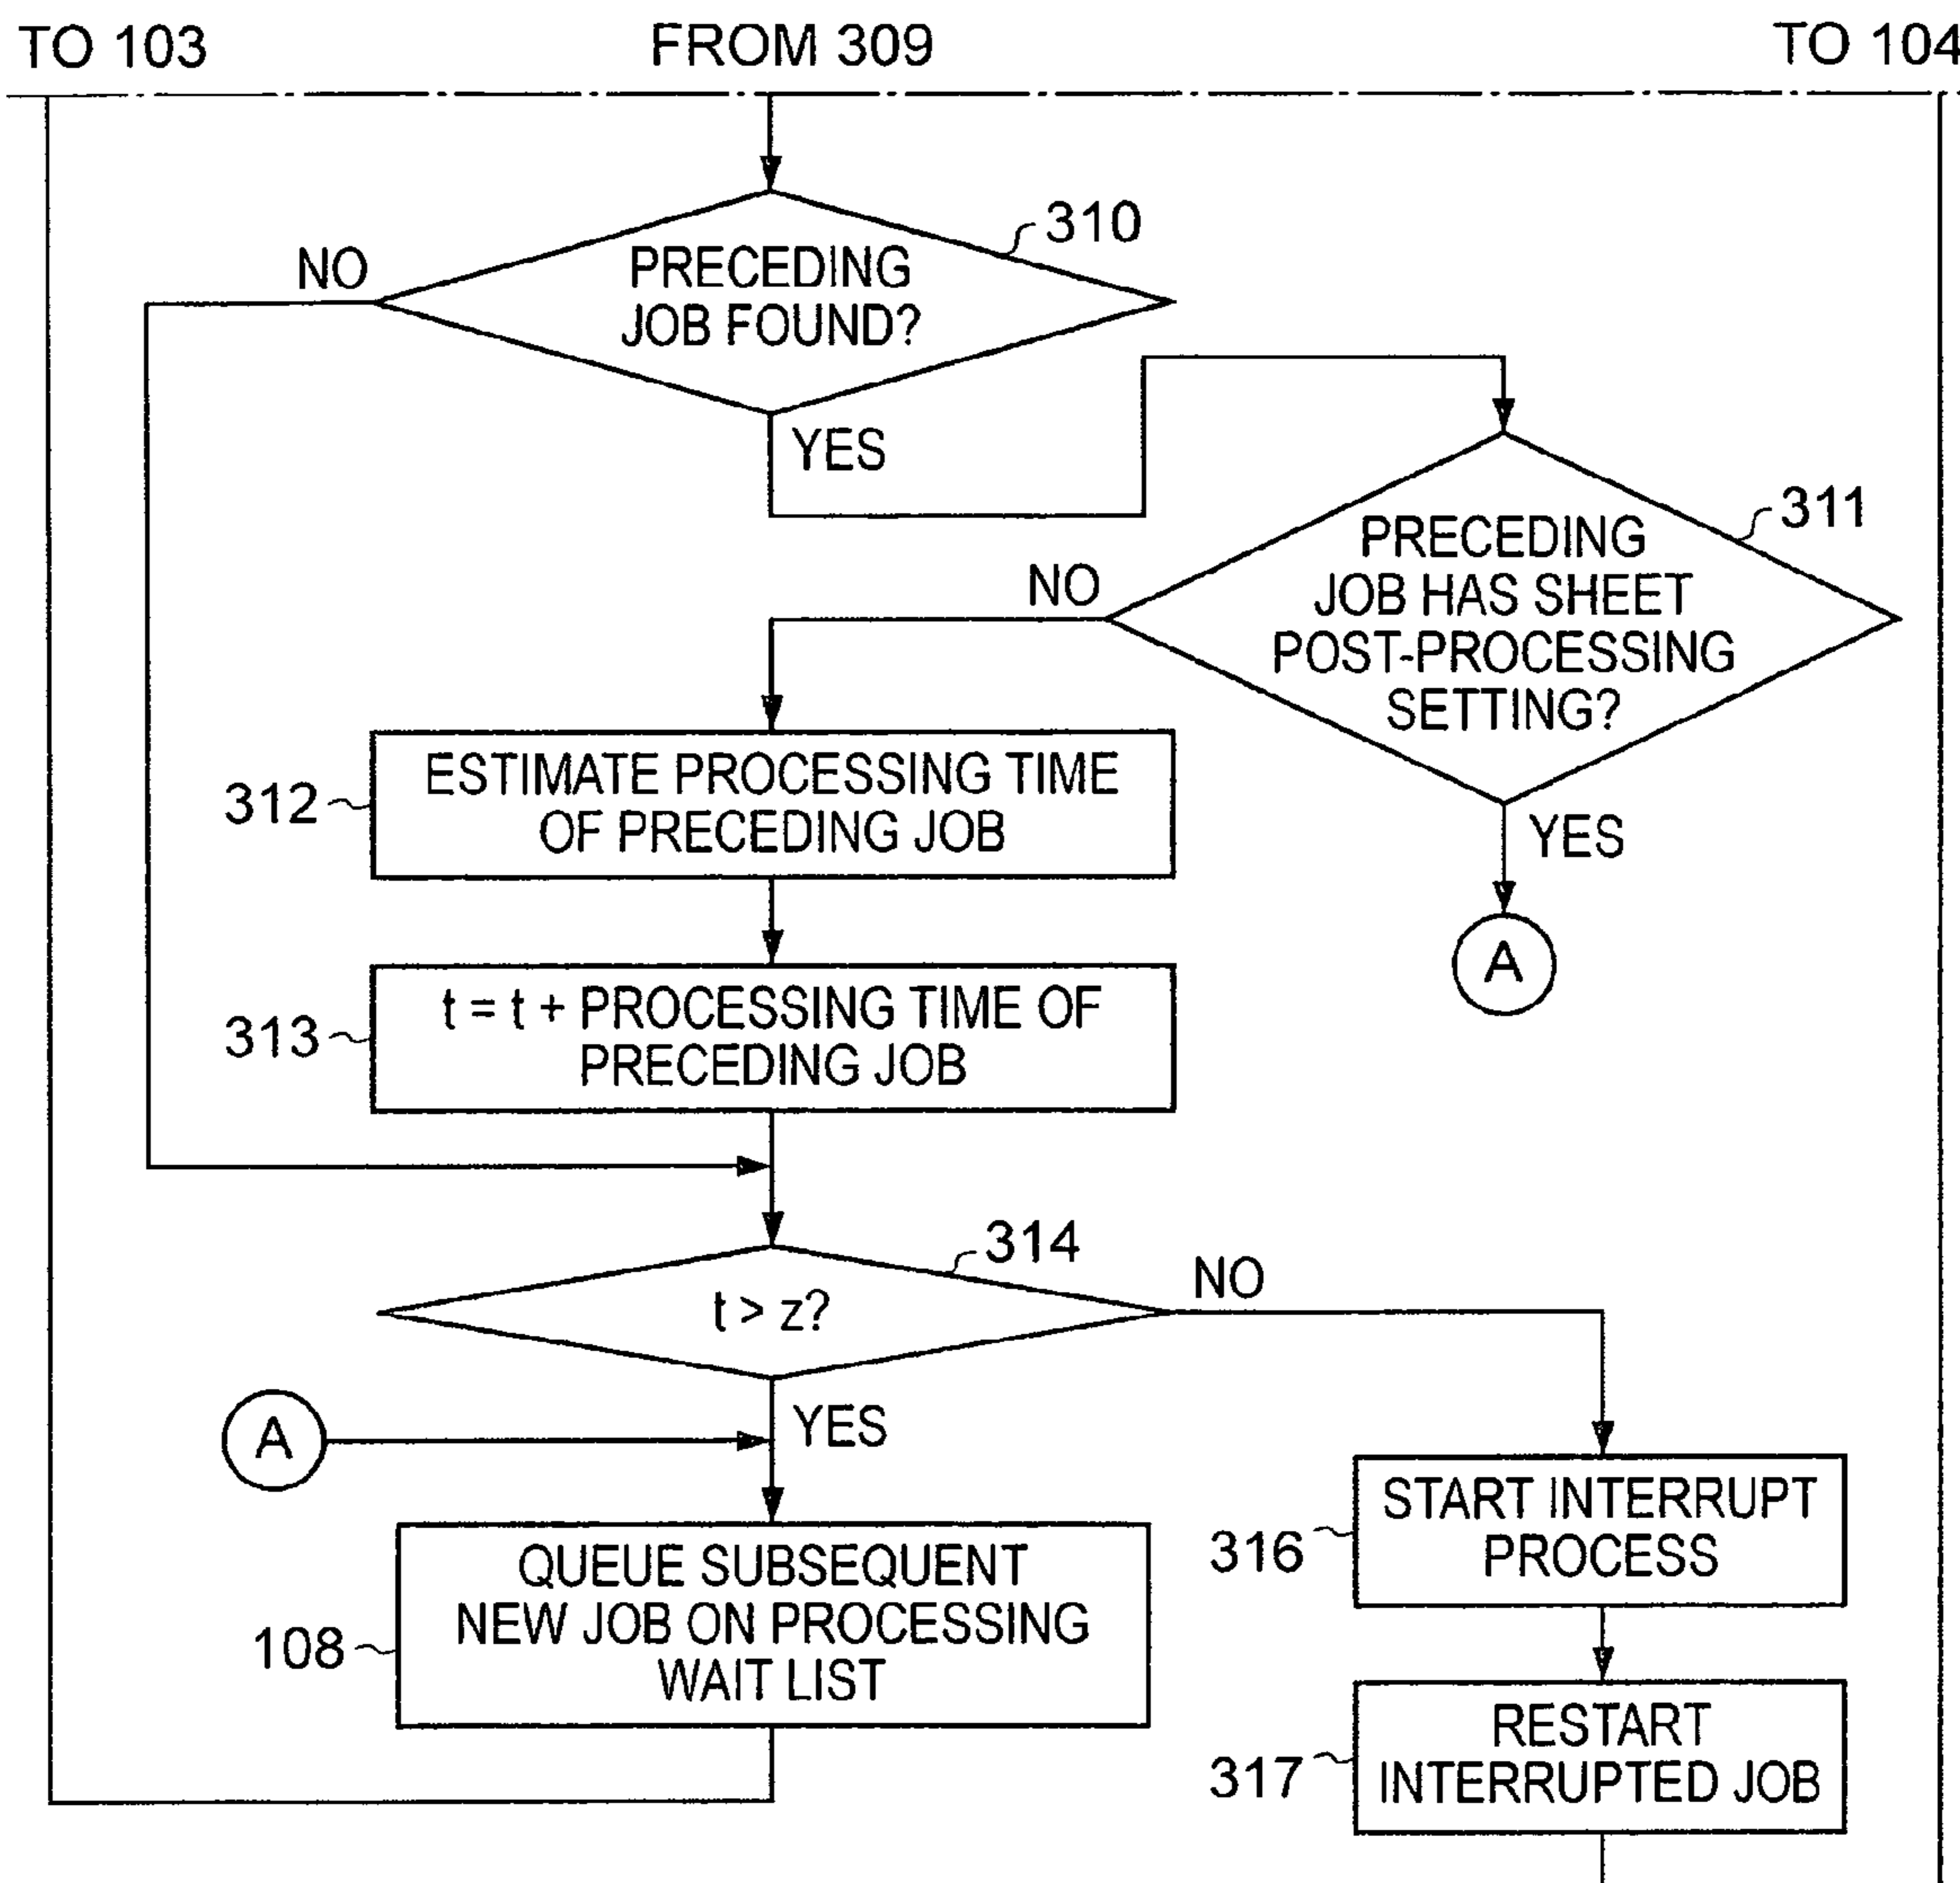 TO 103
FROM 309
TO 104
310
NO
PRECEDING
JOB FOUND?
YES
311
PRECEDING
JOB HAS SHEET
POST-PROCESSING
SETTING?
NO
YES
A
312
ESTIMATE PROCESSING TIME
OF PRECEDING JOB
313
t = t + PROCESSING TIME OF
PRECEDING JOB
314
t > z?
NO
YES
A
108
QUEUE SUBSEQUENT
NEW JOB ON PROCESSING
WAIT LIST
316
START INTERRUPT
PROCESS
317
RESTART
INTERRUPTED JOB